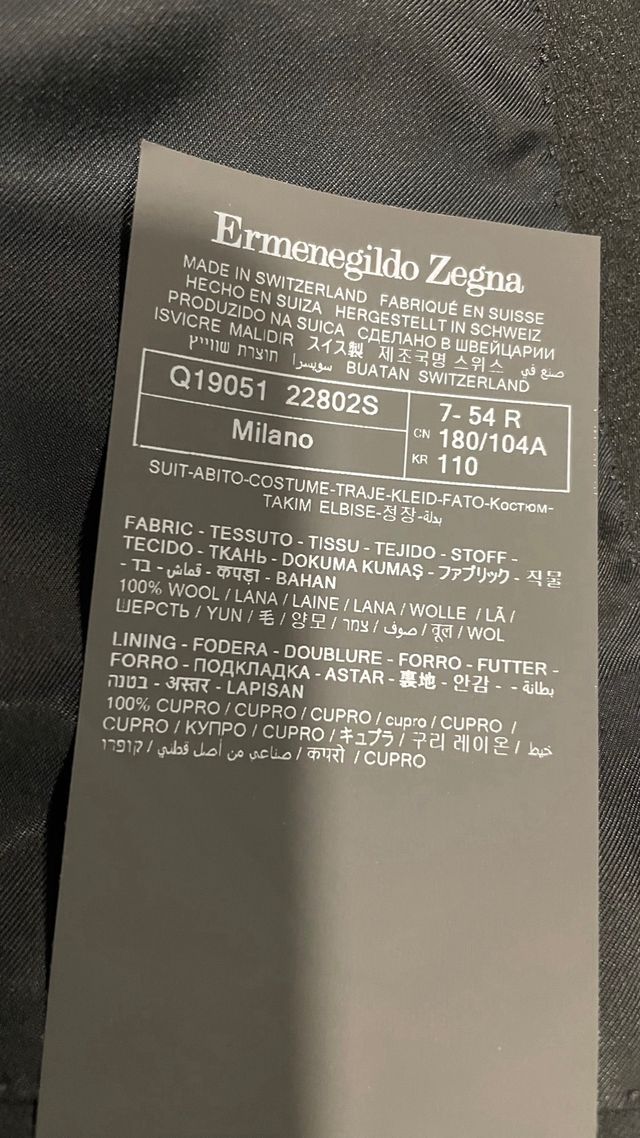 Ermenegildo Zegna
MADE IN SWITZERLAND FABRIQUÉ EN SUISSE
HECHO EN SUIZA HERGESTELLT IN SCHWEIZ
PRODUZIDO NA SUICA СДЕЛАНО В ШВЕЙЦАРИИ
ISVICRE MALIDIR スイス製 제조국명 스위스 صنع في
سويسرا תוצרת שווייץ BUATAN SWITZERLAND
Q19051 22802S
Milano
7- 54 R
CN 180/104A
KR 110
SUIT-ABITO-COSTUME-TRAJE-KLEID-FATO-Костюм-
TAKIM ELBISE-정장-بدلة
FABRIC - TESSUTO - TISSU - TEJIDO - STOFF -
TECIDO - ТКАНЬ - DOKUMA KUMAŞ - ファブリック - 직물
- קماش - בד - कपड़ा - BAHAN
100% WOOL / LANA / LAINE / LANA / WOLLE / LÃ /
ШЕРСТЬ / YUN / 毛 / 양모 / צמר / صوف / वूल / WOL
LINING - FODERA - DOUBLURE - FORRO - FUTTER -
FORRO - ПОДКЛАДКА - ASTAR - 裏地 - 안감 - بطانة -
בטנה - अस्तर - LAPISAN
100% CUPRO / CUPRO / CUPRO / cupro / CUPRO /
CUPRO / КУПРО / CUPRO / キュプラ / 구리 레이온 / خيط
صناعي من أصل قطني / קופרו / कपरो / CUPRO